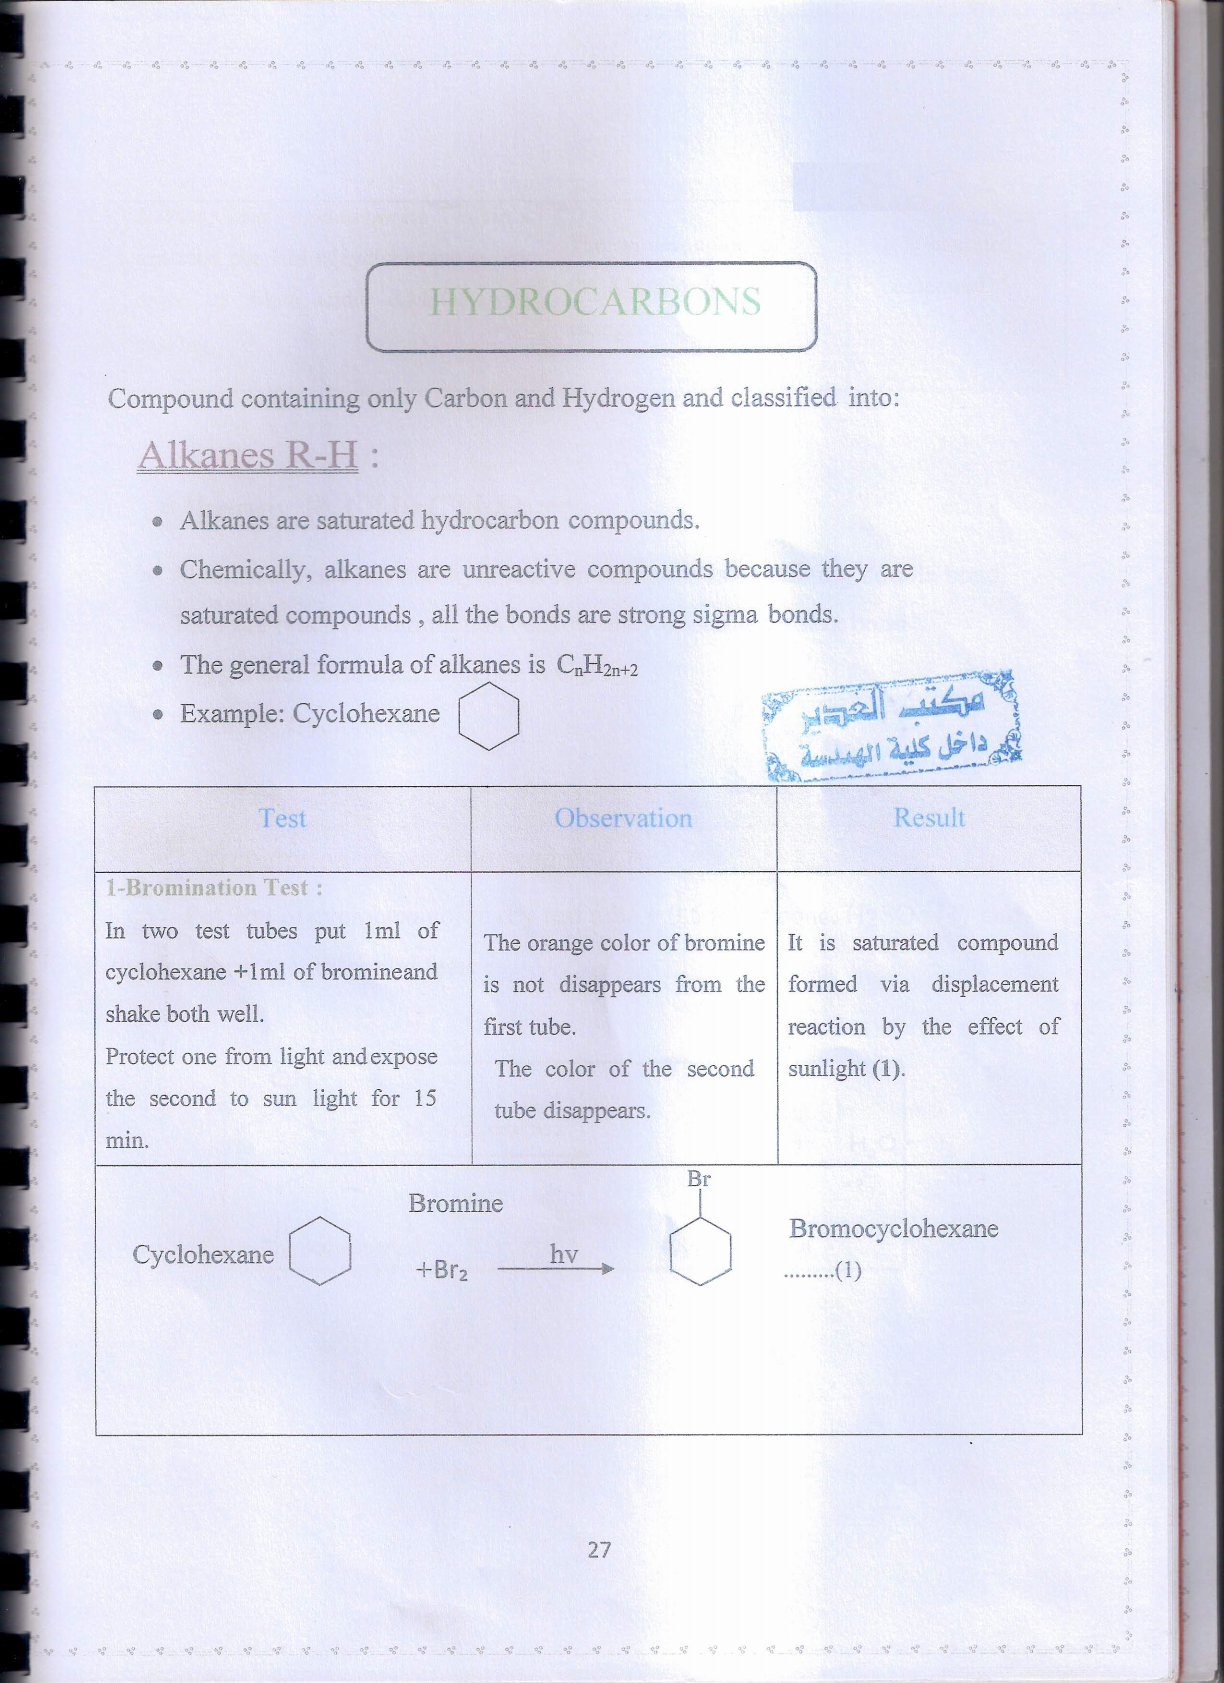 HYDROCARBONS
Compound containing only Carbon and Hydrogen and classified into:
Alkanes R-H :
• Alkanes are saturated hydrocarbon compounds.
• Chemically, alkanes are unreactive compounds because they are
saturated compounds , all the bonds are strong sigma bonds.
• The general formula of alkanes is CnH2n+2
• Example: Cyclohexane
مكتب الغدير
داخل كلية الهندسة
Test
Observation
Result
1-Bromination Test :
In two test tubes put 1ml of
cyclohexane +1ml of bromineand
shake both well.
Protect one from light and expose
the second to sun light for 15
min.
The orange color of bromine
is not disappears from the
first tube.
The color of the second
tube disappears.
It is saturated compound
formed via displacement
reaction by the effect of
sunlight (1).
Br
Bromine
Bromocyclohexane
Cyclohexane
+Br₂
hv
.........(1)
27